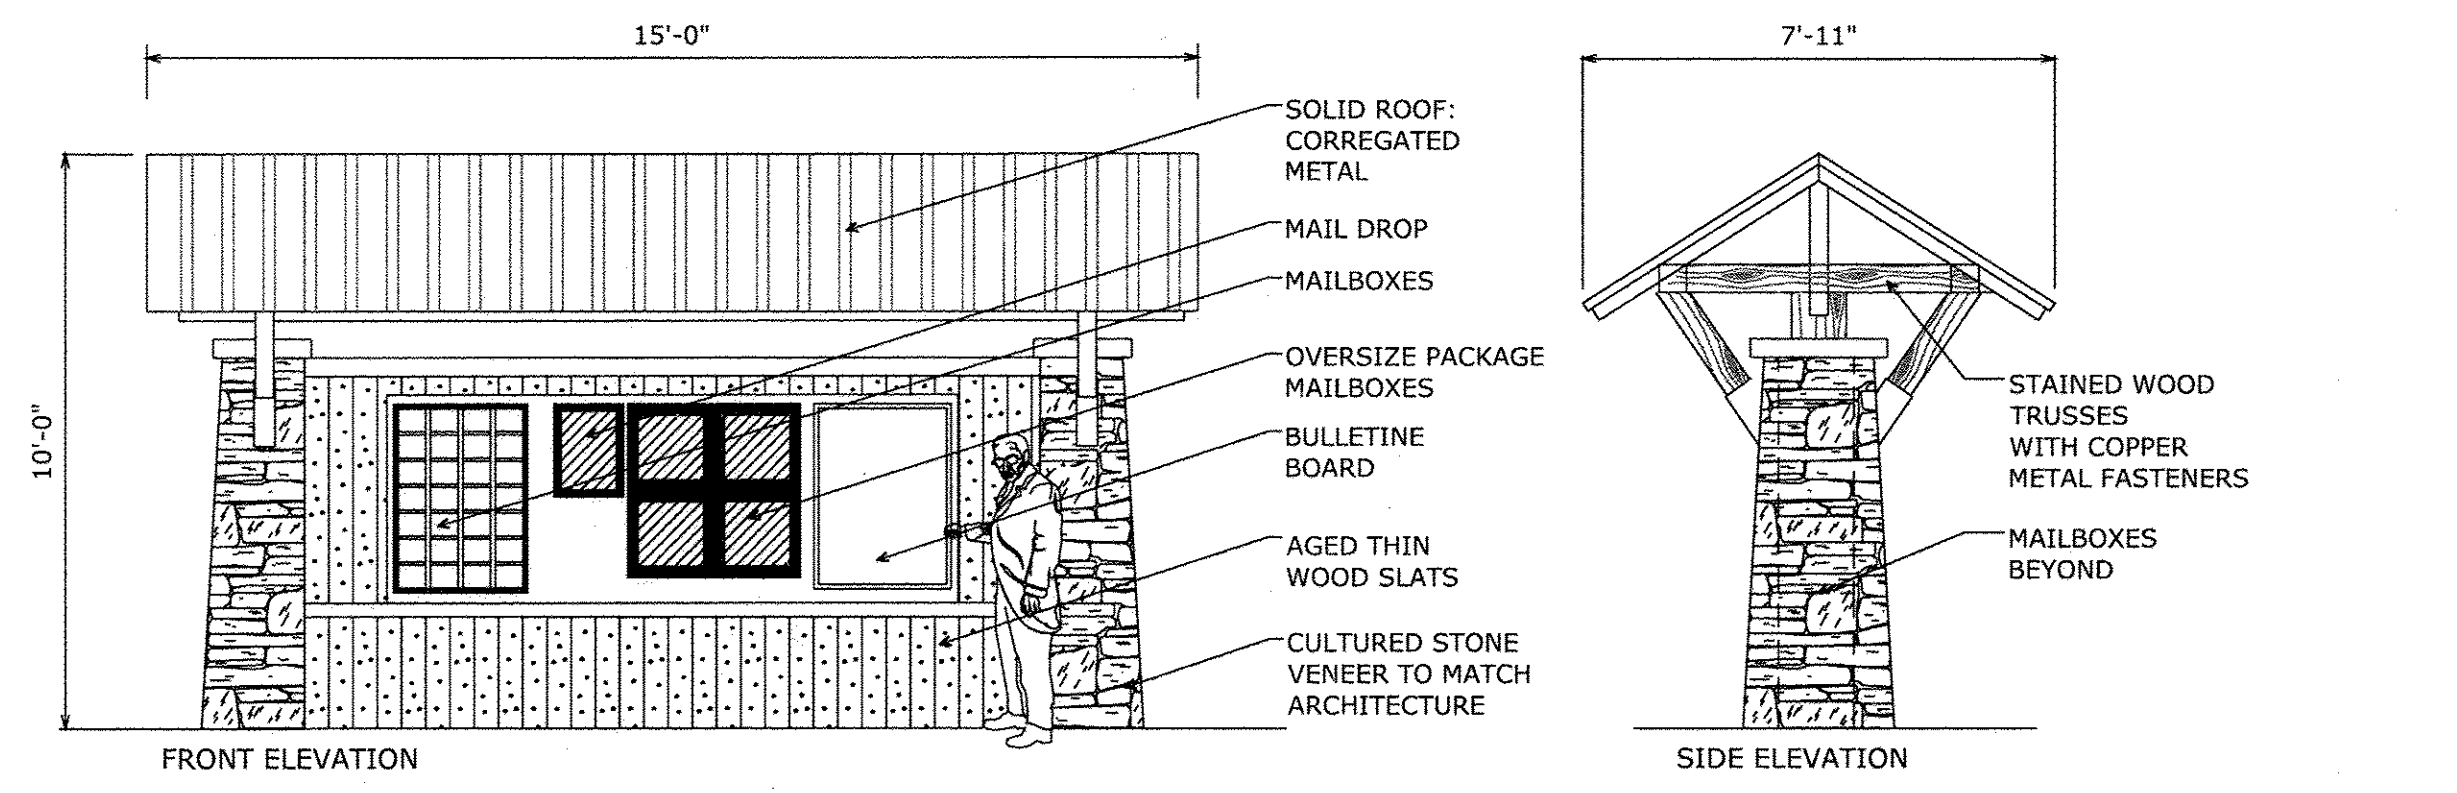 15'-0"
7'-11"
SOLID ROOF:
CORREGATED
METAL
MAIL DROP
MAILBOXES
OVERSIZE PACKAGE
MAILBOXES
BULLETINE
BOARD
AGED THIN
WOOD SLATS
CULTURED STONE
VENEER TO MATCH
ARCHITECTURE
10'-0"
FRONT ELEVATION
STAINED WOOD
TRUSSES
WITH COPPER
METAL FASTENERS
MAILBOXES
BEYOND
SIDE ELEVATION